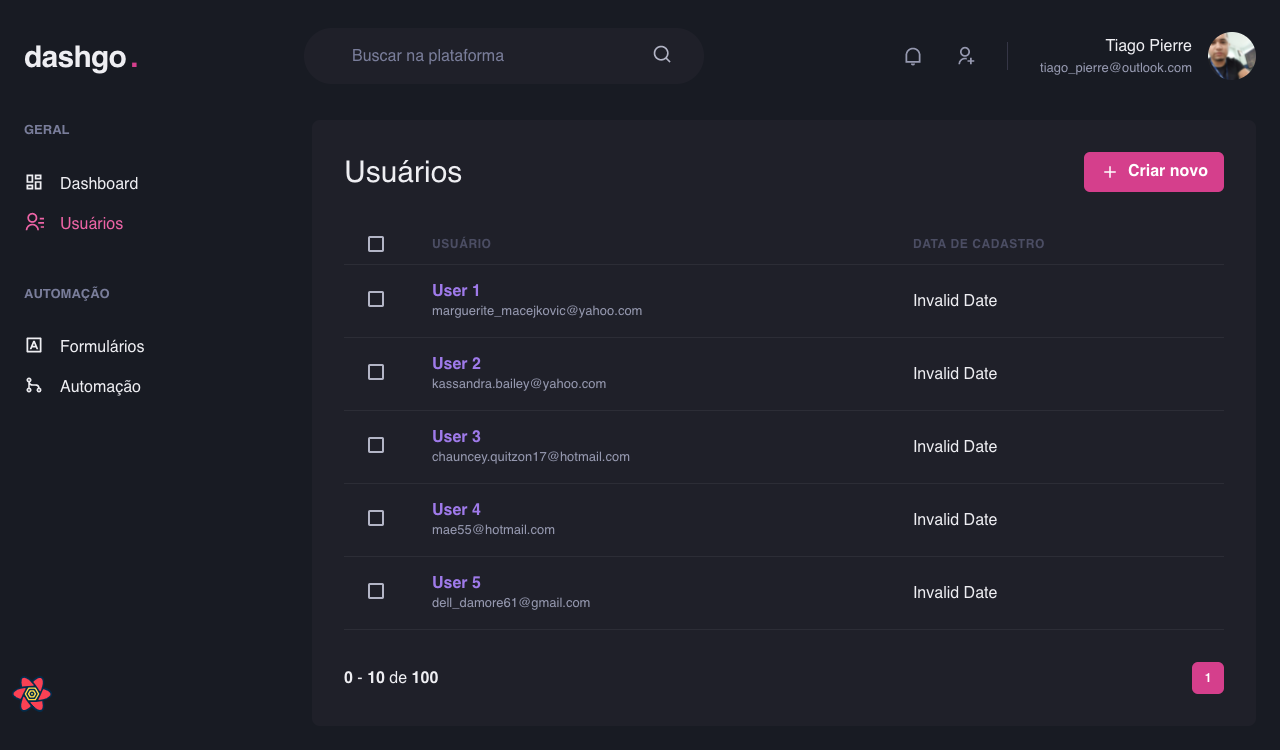 dashgo.
Buscar na plataforma
Tiago Pierre
tiago_pierre@outlook.com
GERAL
Dashboard
Usuários
AUTOMAÇÃO
Formulários
Automação
Usuários
Criar novo
USUÁRIO DATA DE CADASTRO
User 1
marguerite_macejkovic@yahoo.com
Invalid Date
User 2
kassandra.bailey@yahoo.com
Invalid Date
User 3
chauncey.quitzon17@hotmail.com
Invalid Date
User 4
mae55@hotmail.com
Invalid Date
User 5
dell_damore61@gmail.com
Invalid Date
0 - 10 de 100
1